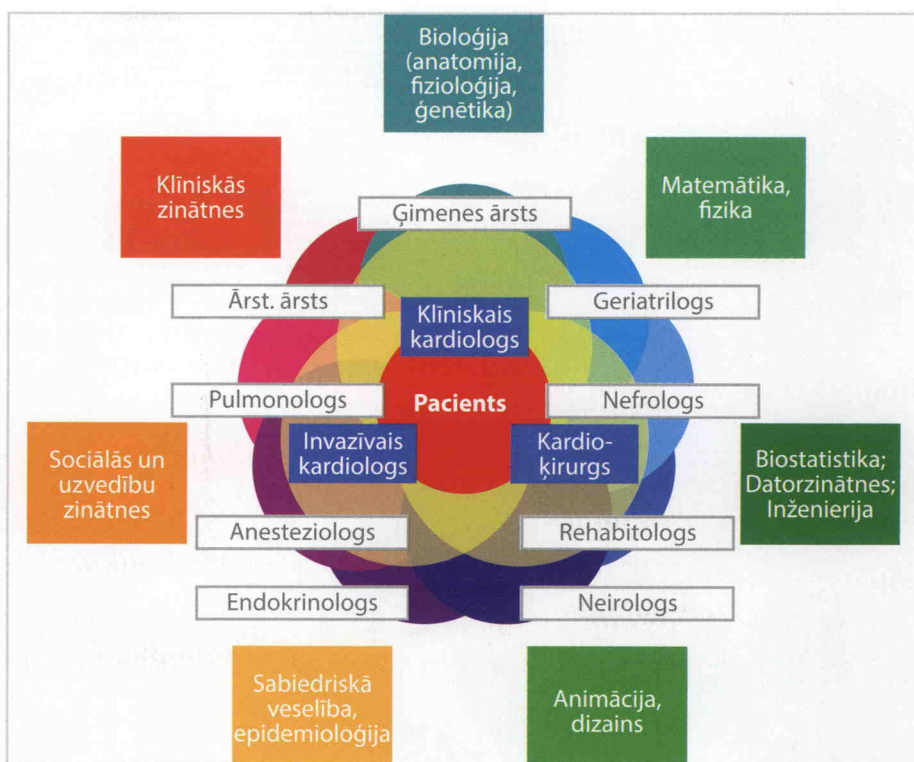 Bioloģija
(anatomija,
fizioloģija,
ģenētika)
Klīniskās
zinātnes
Matemātika,
fizika
Ģimenes ārsts
Ārst. ārsts
Geriatrilogs
Klīniskais
kardiologs
Pulmonologs
Pacients
Nefrologs
Invazīvais
kardiologs
Kardio-
ķirurgs
Sociālās un
uzvedību
zinātnes
Biostatistika;
Datorzinātnes;
Inženierija
Anesteziologs
Rehabitologs
Endokrinologs
Neirologs
Sabiedriskā
veselība,
epidemioloģija
Animācija,
dizains